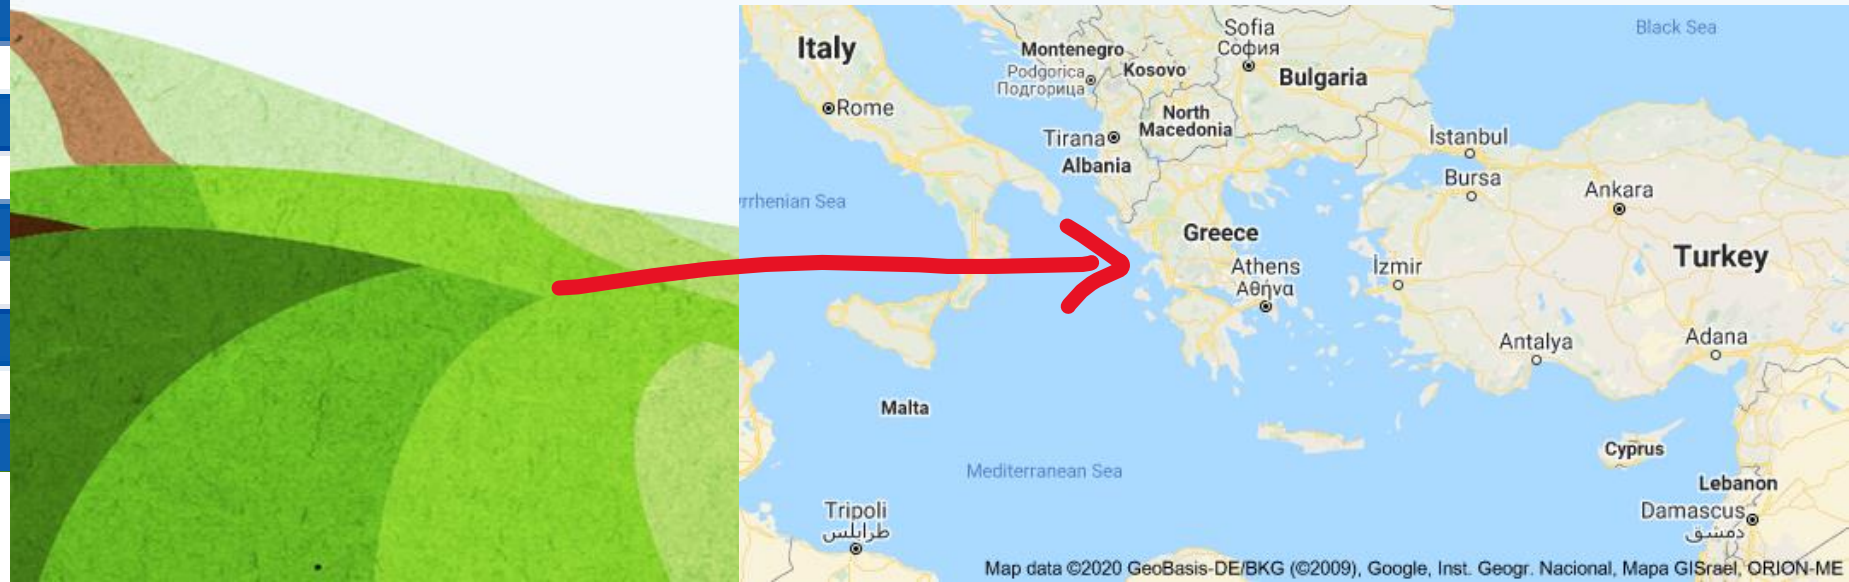 Sofia
София
Black Sea
Italy
Montenegro
Podgorica
Подгорица
Kosovo
Bulgaria
Rome
North
Macedonia
Tirana
Albania
İstanbul
Bursa
Ankara
yrrhenian Sea
Greece
Athens
Αθήνα
İzmir
Turkey
Antalya
Adana
Malta
Cyprus
Mediterranean Sea
Lebanon
Damascus
دمشق
Tripoli
طرابلس
Map data ©2020 GeoBasis-DE/BKG (©2009), Google, Inst. Geogr. Nacional, Mapa GISrael, ORION-ME